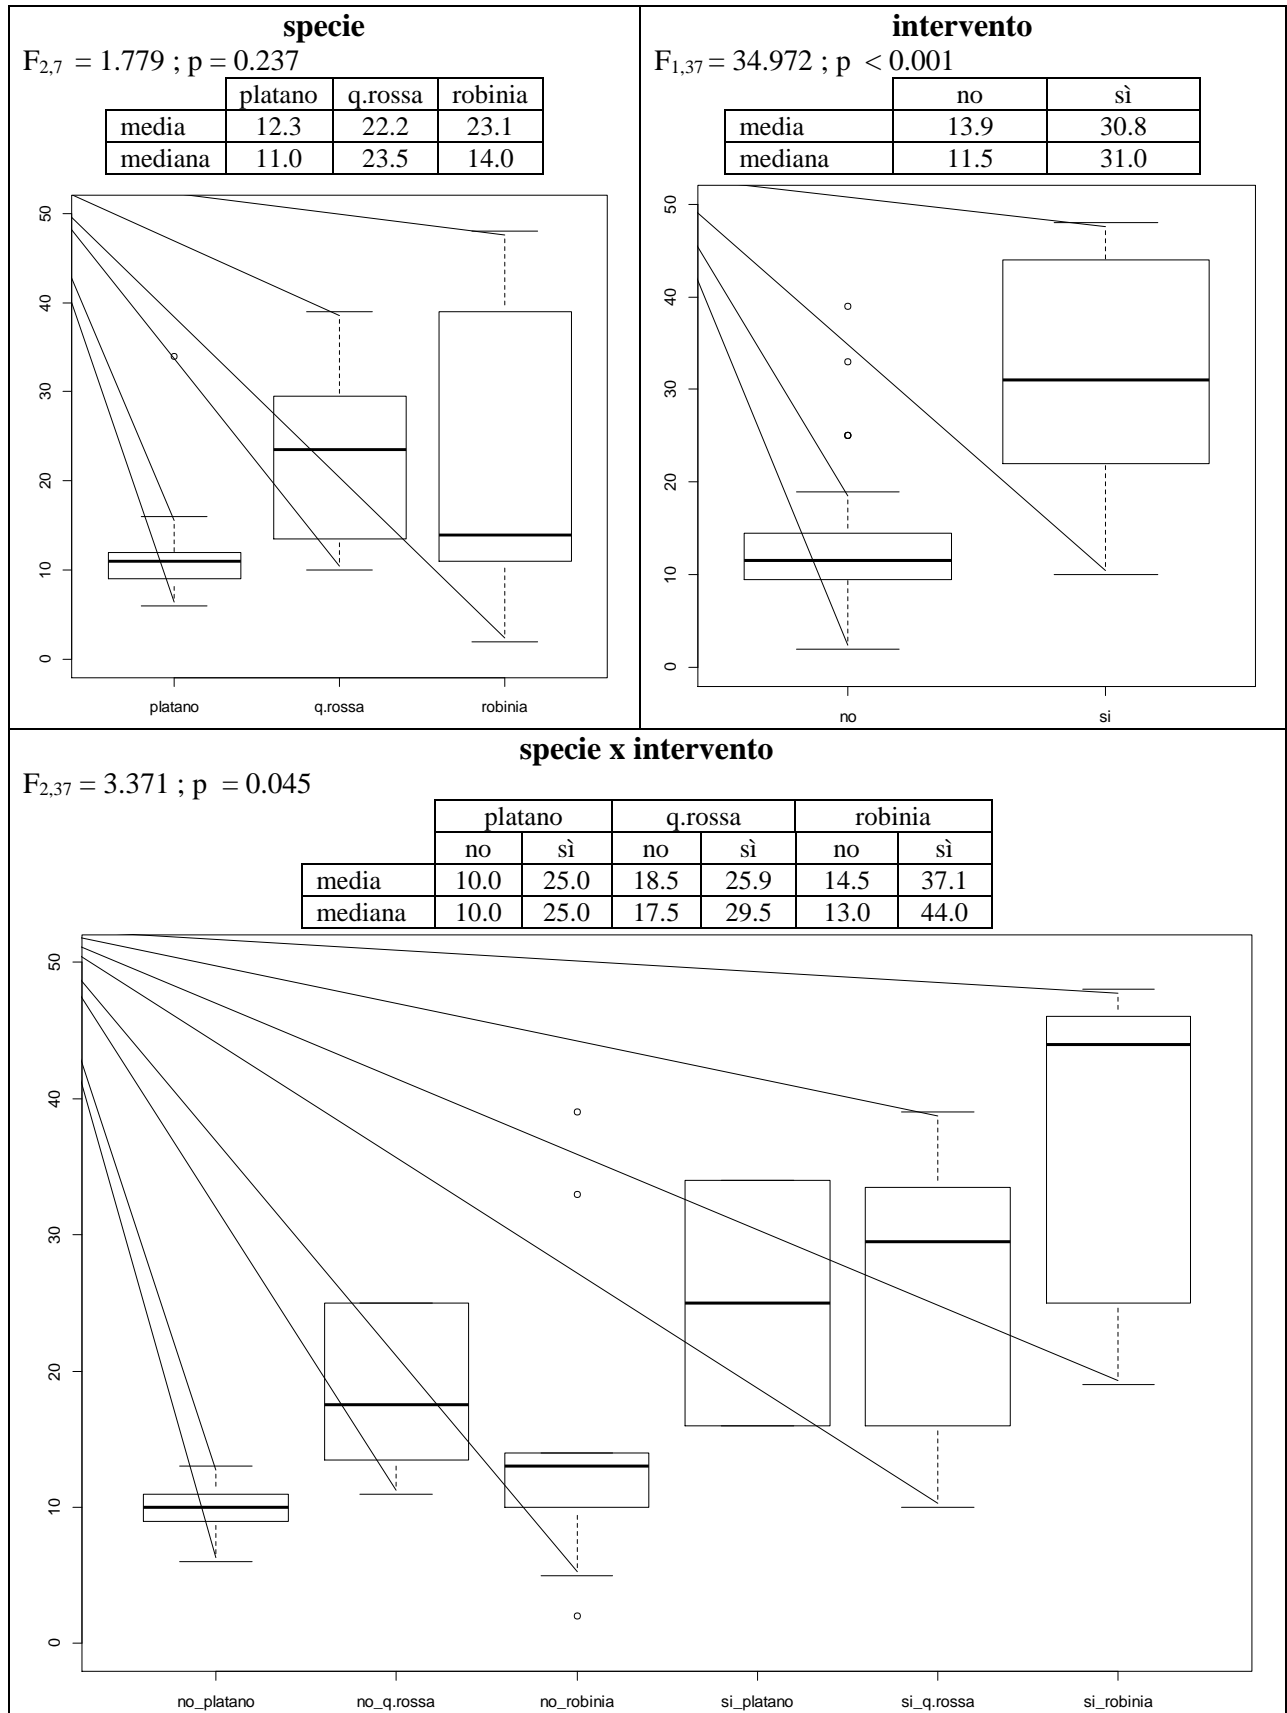 specie
F2,7 = 1.779 ; p = 0.237
platano q.rossa robinia
media 12.3 22.2 23.1
mediana 11.0 23.5 14.0
50
40
30
20
10
0
platano q.rossa robinia
intervento
F1,37 = 34.972 ; p < 0.001
no sì
media 13.9 30.8
mediana 11.5 31.0
50
40
30
20
10
0
no si
specie x intervento
F2,37 = 3.371 ; p = 0.045
platano q.rossa robinia
no sì no sì no sì
media 10.0 25.0 18.5 25.9 14.5 37.1
mediana 10.0 25.0 17.5 29.5 13.0 44.0
50
40
30
20
10
0
no_platano no_q.rossa no_robinia si_platano si_q.rossa si_robinia